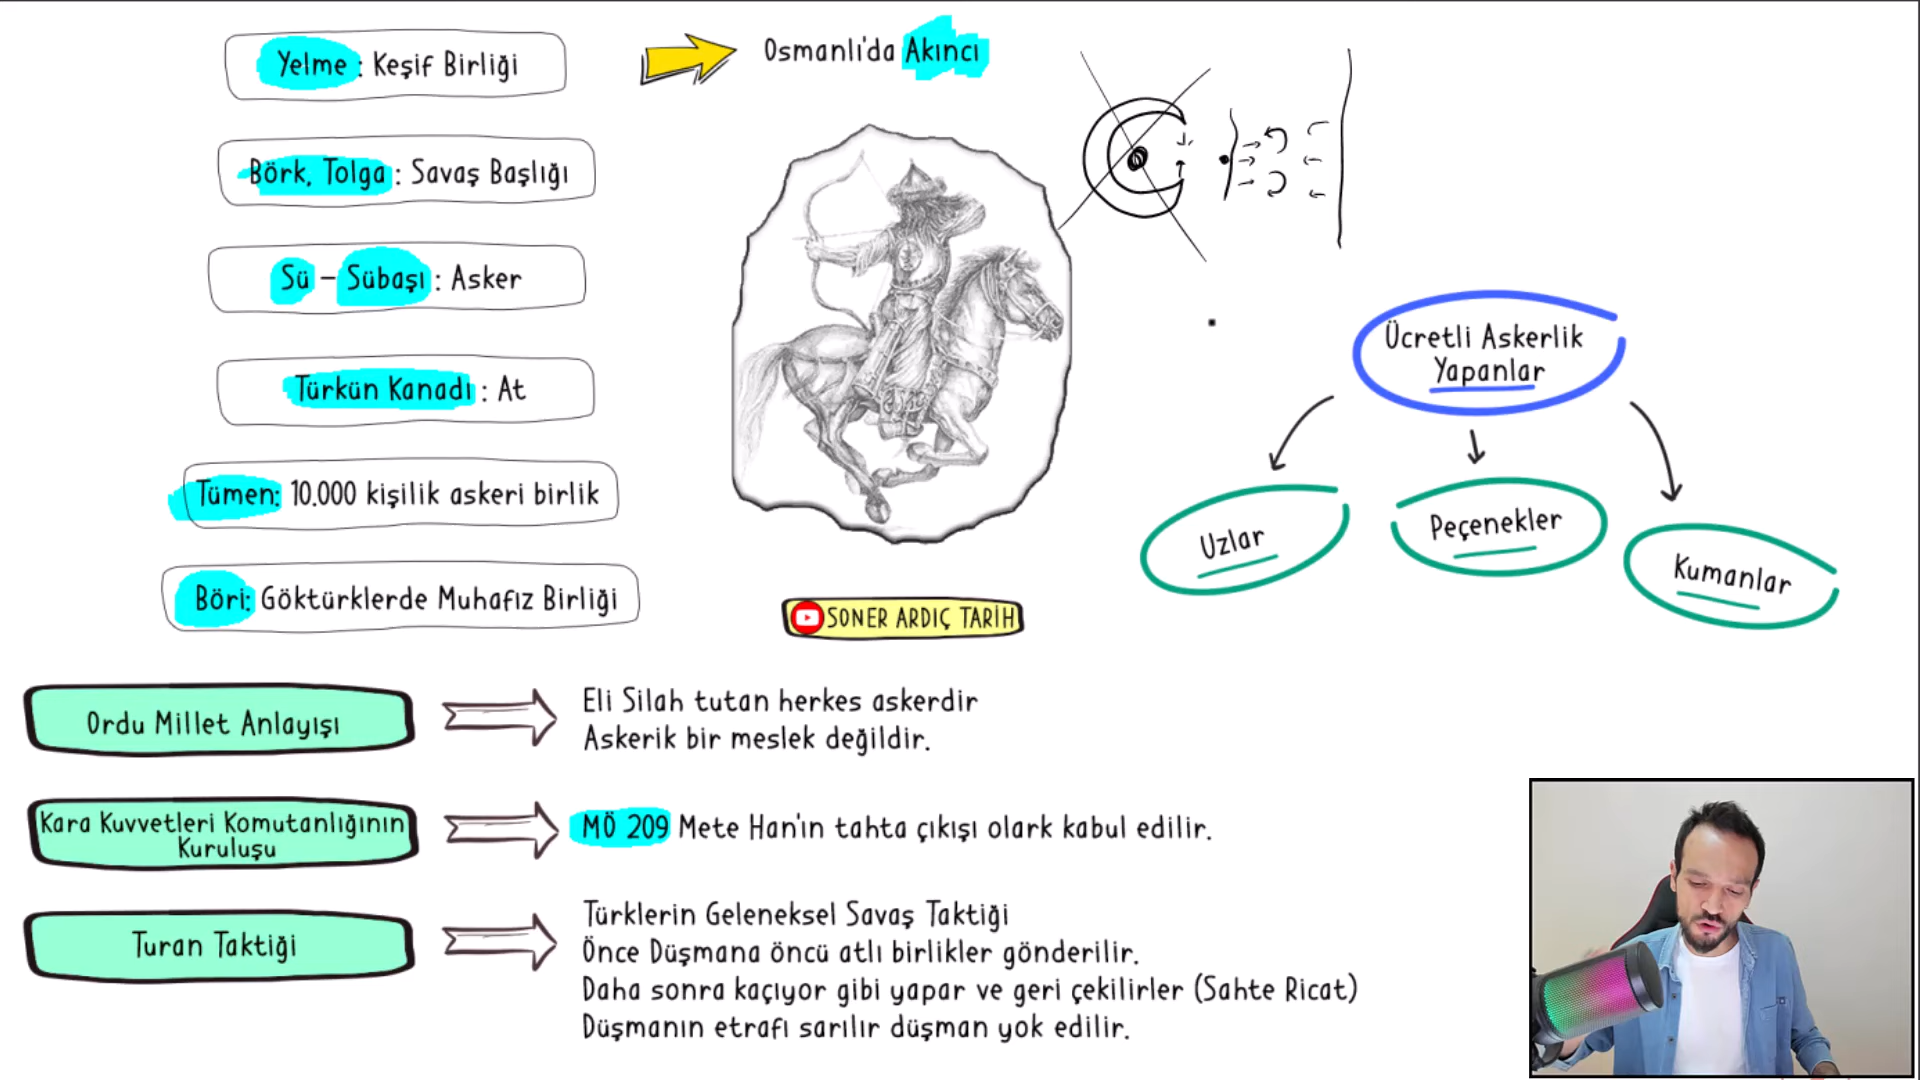 Yelme : Keşif Birliği
Osmanlı'da Akıncı
Börk, Tolga : Savaş Başlığı
Sü – Sübaşı : Asker
Türkün Kanadı : At
Tümen: 10.000 kişilik askeri birlik
Böri: Göktürklerde Muhafız Birliği
Ücretli Askerlik
Yapanlar
Uzlar
Peçenekler
Kumanlar
SONER ARDIÇ TARİH
Ordu Millet Anlayışı
Eli Silah tutan herkes askerdir
Askerik bir meslek değildir.
Kara Kuvvetleri Komutanlığının
Kuruluşu
MÖ 209 Mete Han'ın tahta çıkışı olark kabul edilir.
Turan Taktiği
Türklerin Geleneksel Savaş Taktiği
Önce Düşmana öncü atlı birlikler gönderilir.
Daha sonra kaçıyor gibi yapar ve geri çekilirler (Sahte Ricat)
Düşmanın etrafı sarılır düşman yok edilir.